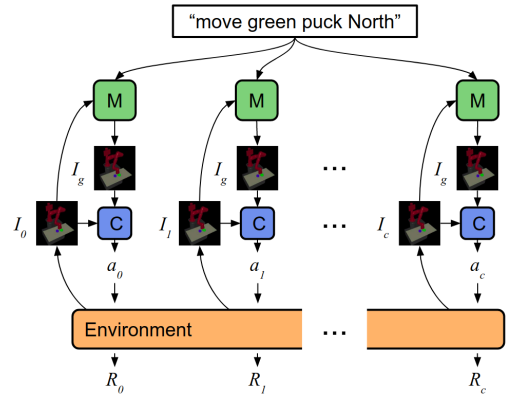 “move green puck North”
M M M
I_g I_g ... I_g
I_0 C I_1 C ... I_c C
a_0 a_1 a_c
Environment ...
R_0 R_1 R_c